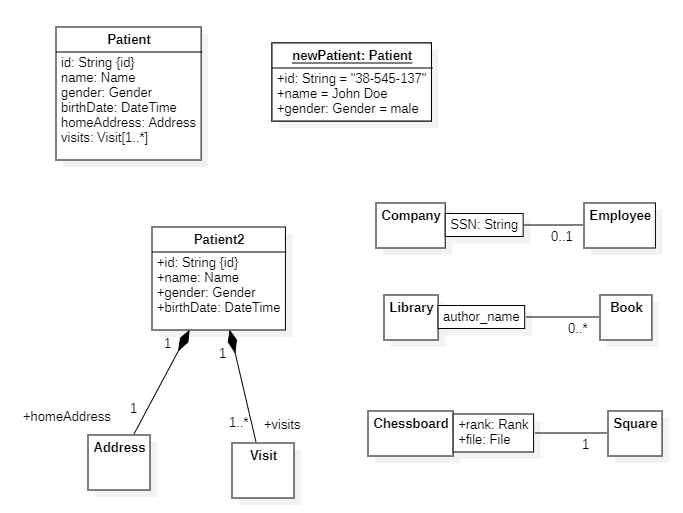 Patient
id: String {id}
name: Name
gender: Gender
birthDate: DateTime
homeAddress: Address
visits: Visit[1..*]
newPatient: Patient
+id: String = "38-545-137"
+name = John Doe
+gender: Gender = male
Patient2
+id: String {id}
+name: Name
+gender: Gender
+birthDate: DateTime
1
1
+homeAddress
1
1..*
+visits
Address
Visit
Company
SSN: String
0..1
Employee
Library
author_name
0..*
Book
Chessboard
+rank: Rank
+file: File
1
Square